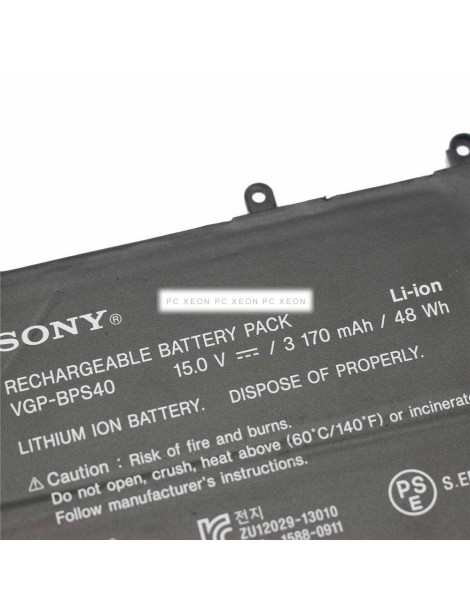 PC XEON PC XEON PC XEON
SONY®
Li-ion
RECHARGEABLE BATTERY PACK
VGP-BPS40 15.0 V ⎓ / 3 170 mAh / 48 Wh
LITHIUM ION BATTERY. DISPOSE OF PROPERLY.
⚠ Caution : Risk of fire and burns.
Do not open, crush, heat above (60°C/140°F) or incinerate
Follow manufacturer's instructions.
전지
ZU12029-13010
1588-0911
PS
E
S.E